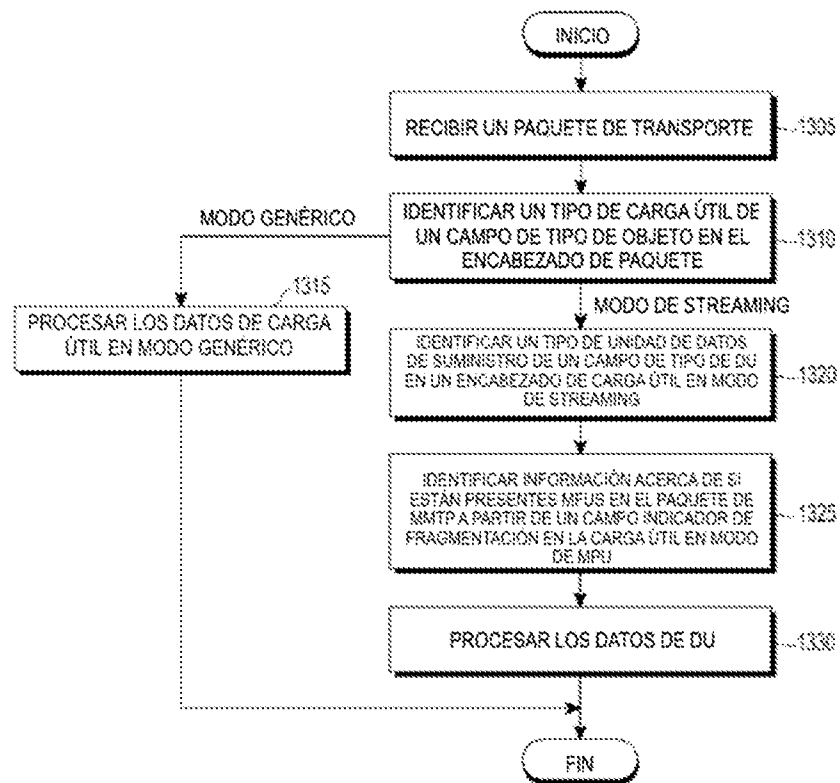 INICIO
RECIBIR UN PAQUETE DE TRANSPORTE
1305
IDENTIFICAR UN TIPO DE CARGA ÚTIL DE
UN CAMPO DE TIPO DE OBJETO EN EL
ENCABEZADO DE PAQUETE
1310
MODO GENÉRICO
1315
PROCESAR LOS DATOS DE CARGA
ÚTIL EN MODO GENÉRICO
MODO DE STREAMING
IDENTIFICAR UN TIPO DE UNIDAD DE DATOS
DE SUMINISTRO DE UN CAMPO DE TIPO DE DU
EN UN ENCABEZADO DE CARGA ÚTIL EN MODO
DE STREAMING
1320
IDENTIFICAR INFORMACIÓN ACERCA DE SI
ESTÁN PRESENTES MFUS EN EL PAQUETE DE
MMTP A PARTIR DE UN CAMPO INDICADOR DE
FRAGMENTACIÓN EN LA CARGA ÚTIL EN MODO
DE MPU
1325
PROCESAR LOS DATOS DE DU
1330
FIN